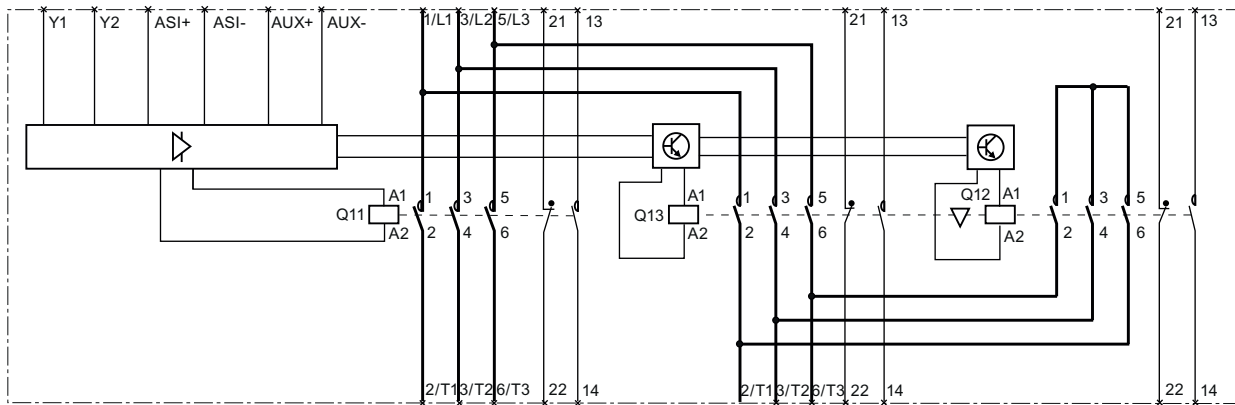 Y1 Y2 ASI+ ASI- AUX+ AUX- 1/L1 3/L2 5/L3 21 13 21 13 21 13
Q11 A1 1 3 5 Q13 A1 1 3 5 Q12 A1 1 3 5
A2 2 4 6 A2 2 4 6 A2 2 4 6
2/T1 3/T2 6/T3 22 14 2/T1 3/T2 6/T3 22 14 22 14